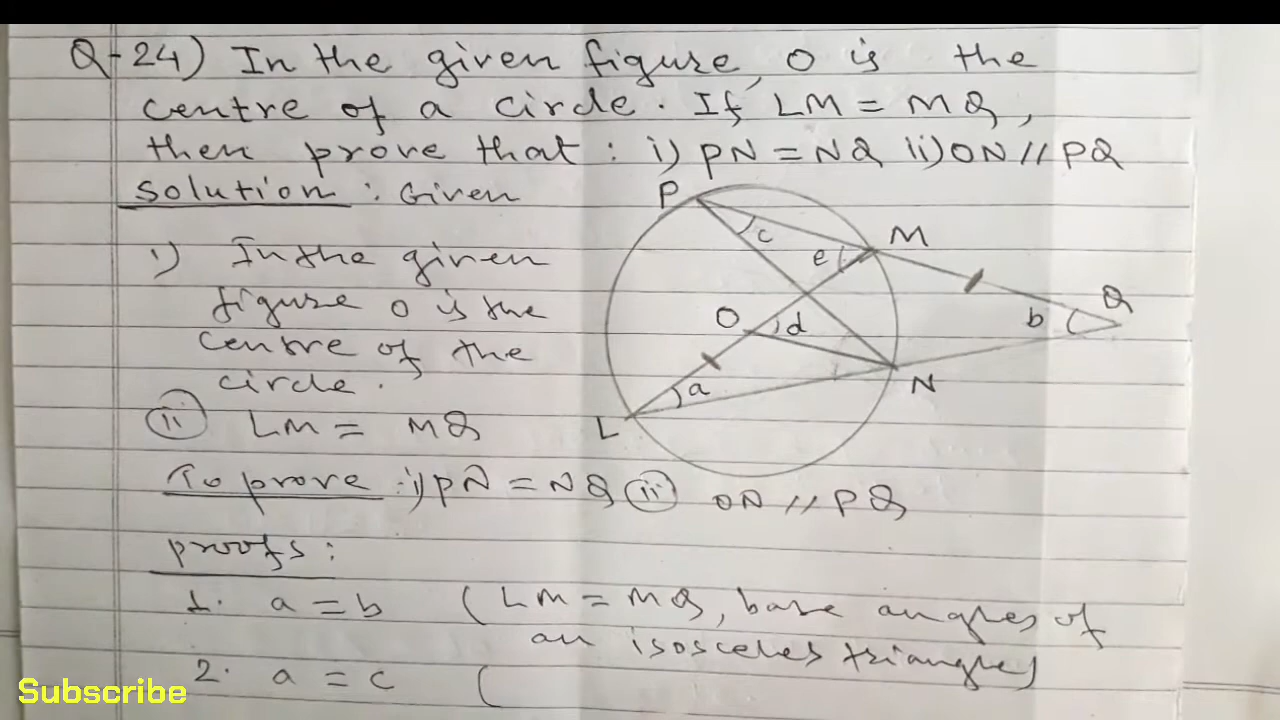 Q-24) In the given figure, O is the
centre of a circle. If LM = MQ,
then prove that : i) PN = NQ ii) ON // PQ
solution : Given
i) In the given
figure O is the
centre of the
circle.
ii) LM = MQ
To prove : i) PN = NQ ii) ON // PQ
proofs :
1. a = b (LM = MQ, base angles of
an isosceles triangle)
2. a = c (
P
c
M
e
Q
b
O
d
a
N
L
Subscribe